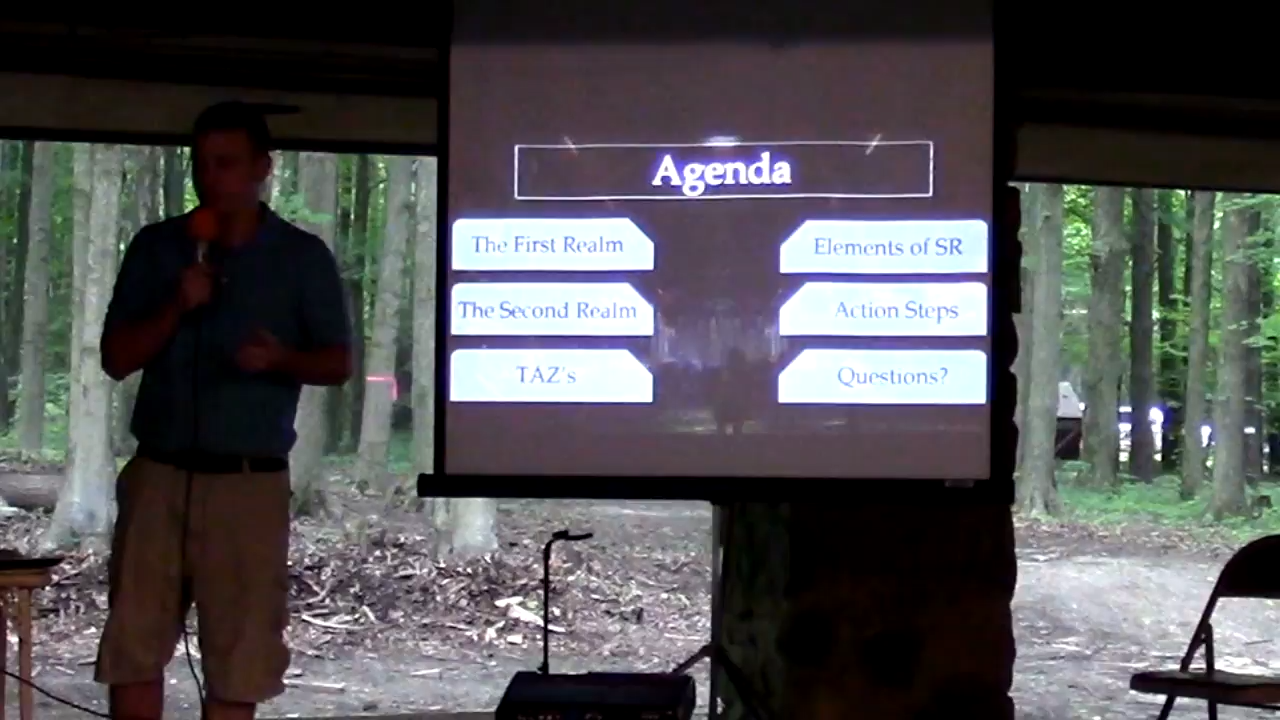 Agenda
The First Realm
The Second Realm
TAZ's
Elements of SR
Action Steps
Questions?